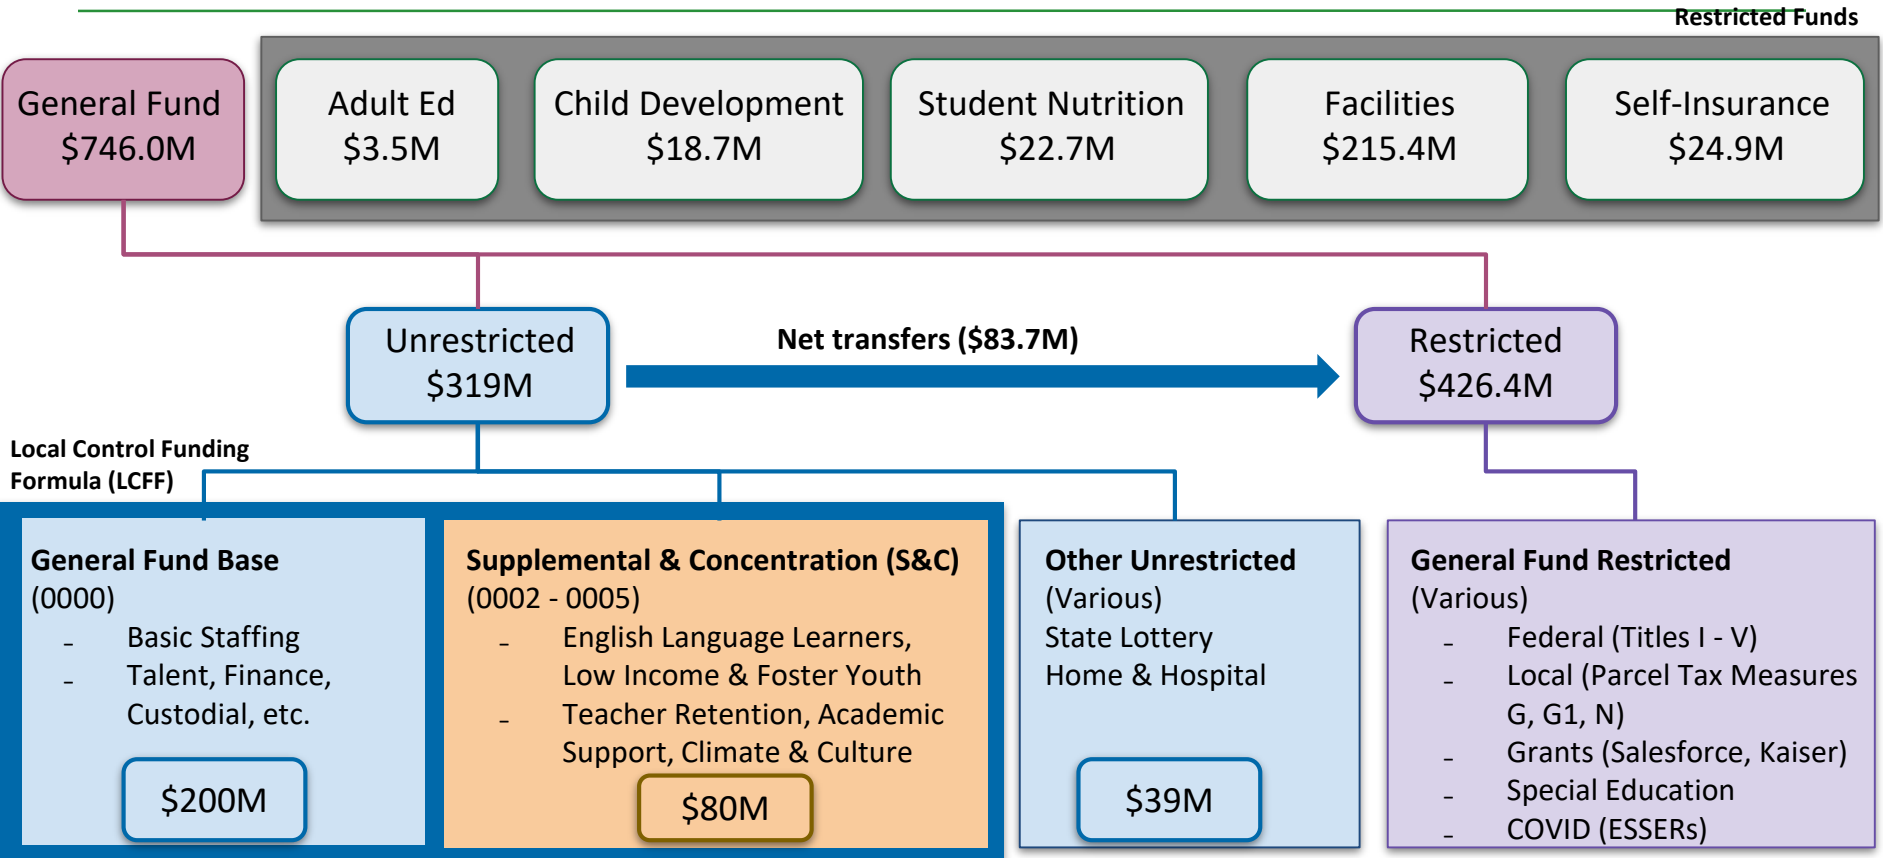 Restricted Funds
General Fund
$746.0M
Adult Ed
$3.5M
Child Development
$18.7M
Student Nutrition
$22.7M
Facilities
$215.4M
Self-Insurance
$24.9M
Unrestricted
$319M
Net transfers ($83.7M)
Restricted
$426.4M
Local Control Funding
Formula (LCFF)
General Fund Base
(0000)
- Basic Staffing
- Talent, Finance,
Custodial, etc.
$200M
Supplemental & Concentration (S&C)
(0002 - 0005)
- English Language Learners,
Low Income & Foster Youth
- Teacher Retention, Academic
Support, Climate & Culture
$80M
Other Unrestricted
(Various)
State Lottery
Home & Hospital
$39M
General Fund Restricted
(Various)
- Federal (Titles I - V)
- Local (Parcel Tax Measures
G, G1, N)
- Grants (Salesforce, Kaiser)
- Special Education
- COVID (ESSERs)